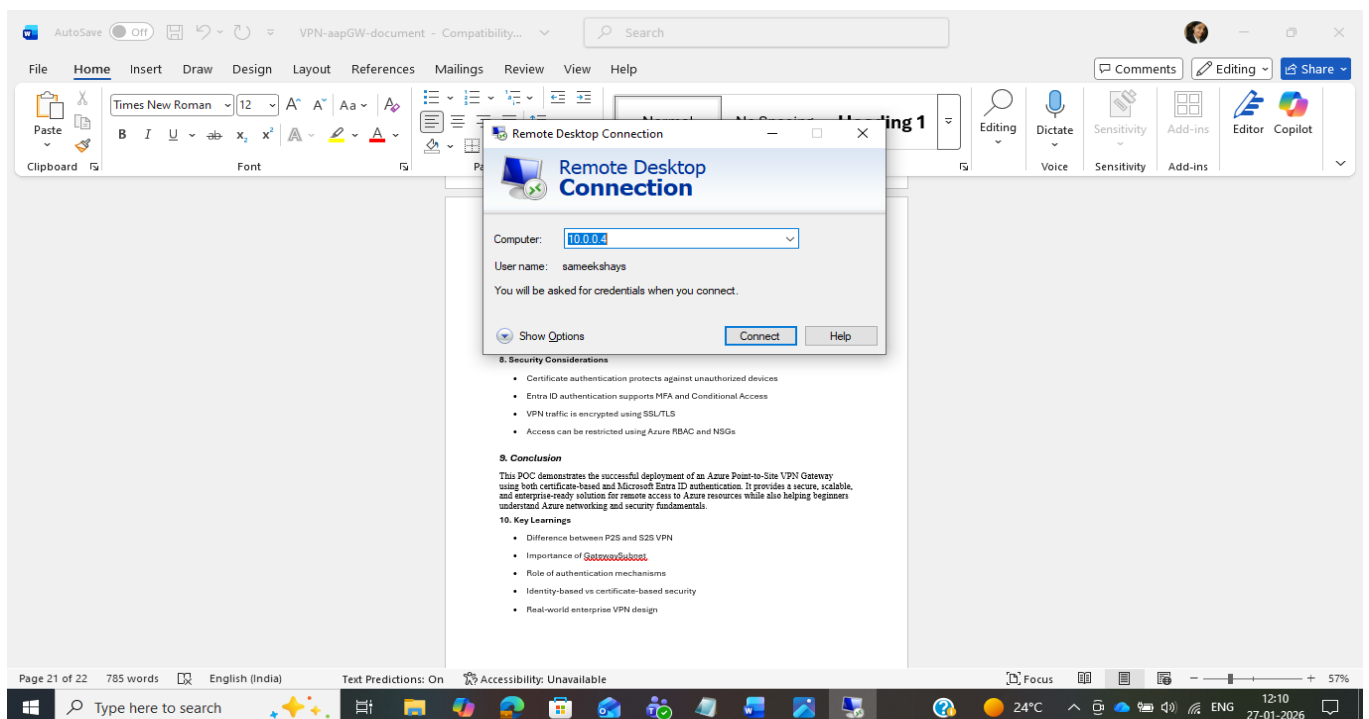 AutoSave Off VPN-aapGW-document - Compatibility... Search
File Home Insert Draw Design Layout References Mailings Review View Help Comments Editing Share
Times New Roman 12 Aa ing 1
Paste B I U ab x2 x2 A A Editing Dictate Sensitivity Add-ins Editor Copilot
Clipboard Font Voice Sensitivity Add-ins
Remote Desktop Connection
Remote Desktop
Connection
Computer: 10.0.0.4
User name: sameekshays
You will be asked for credentials when you connect.
Show Options Connect Help
8. Security Considerations
• Certificate authentication protects against unauthorized devices
• Entra ID authentication supports MFA and Conditional Access
• VPN traffic is encrypted using SSL/TLS
• Access can be restricted using Azure RBAC and NSGs
9. Conclusion
This POC demonstrates the successful deployment of an Azure Point-to-Site VPN Gateway
using both certificate-based and Microsoft Entra ID authentication. It provides a secure, scalable,
and enterprise-ready solution for remote access to Azure resources while also helping beginners
understand Azure networking and security fundamentals.
10. Key Learnings
• Difference between P2S and S2S VPN
• Importance of GatewaySubnet
• Role of authentication mechanisms
• Identity-based vs certificate-based security
• Real-world enterprise VPN design
Page 21 of 22 785 words English (India) Text Predictions: On Accessibility: Unavailable Focus 57%
Type here to search 24°C ENG 12:10
27-01-2026